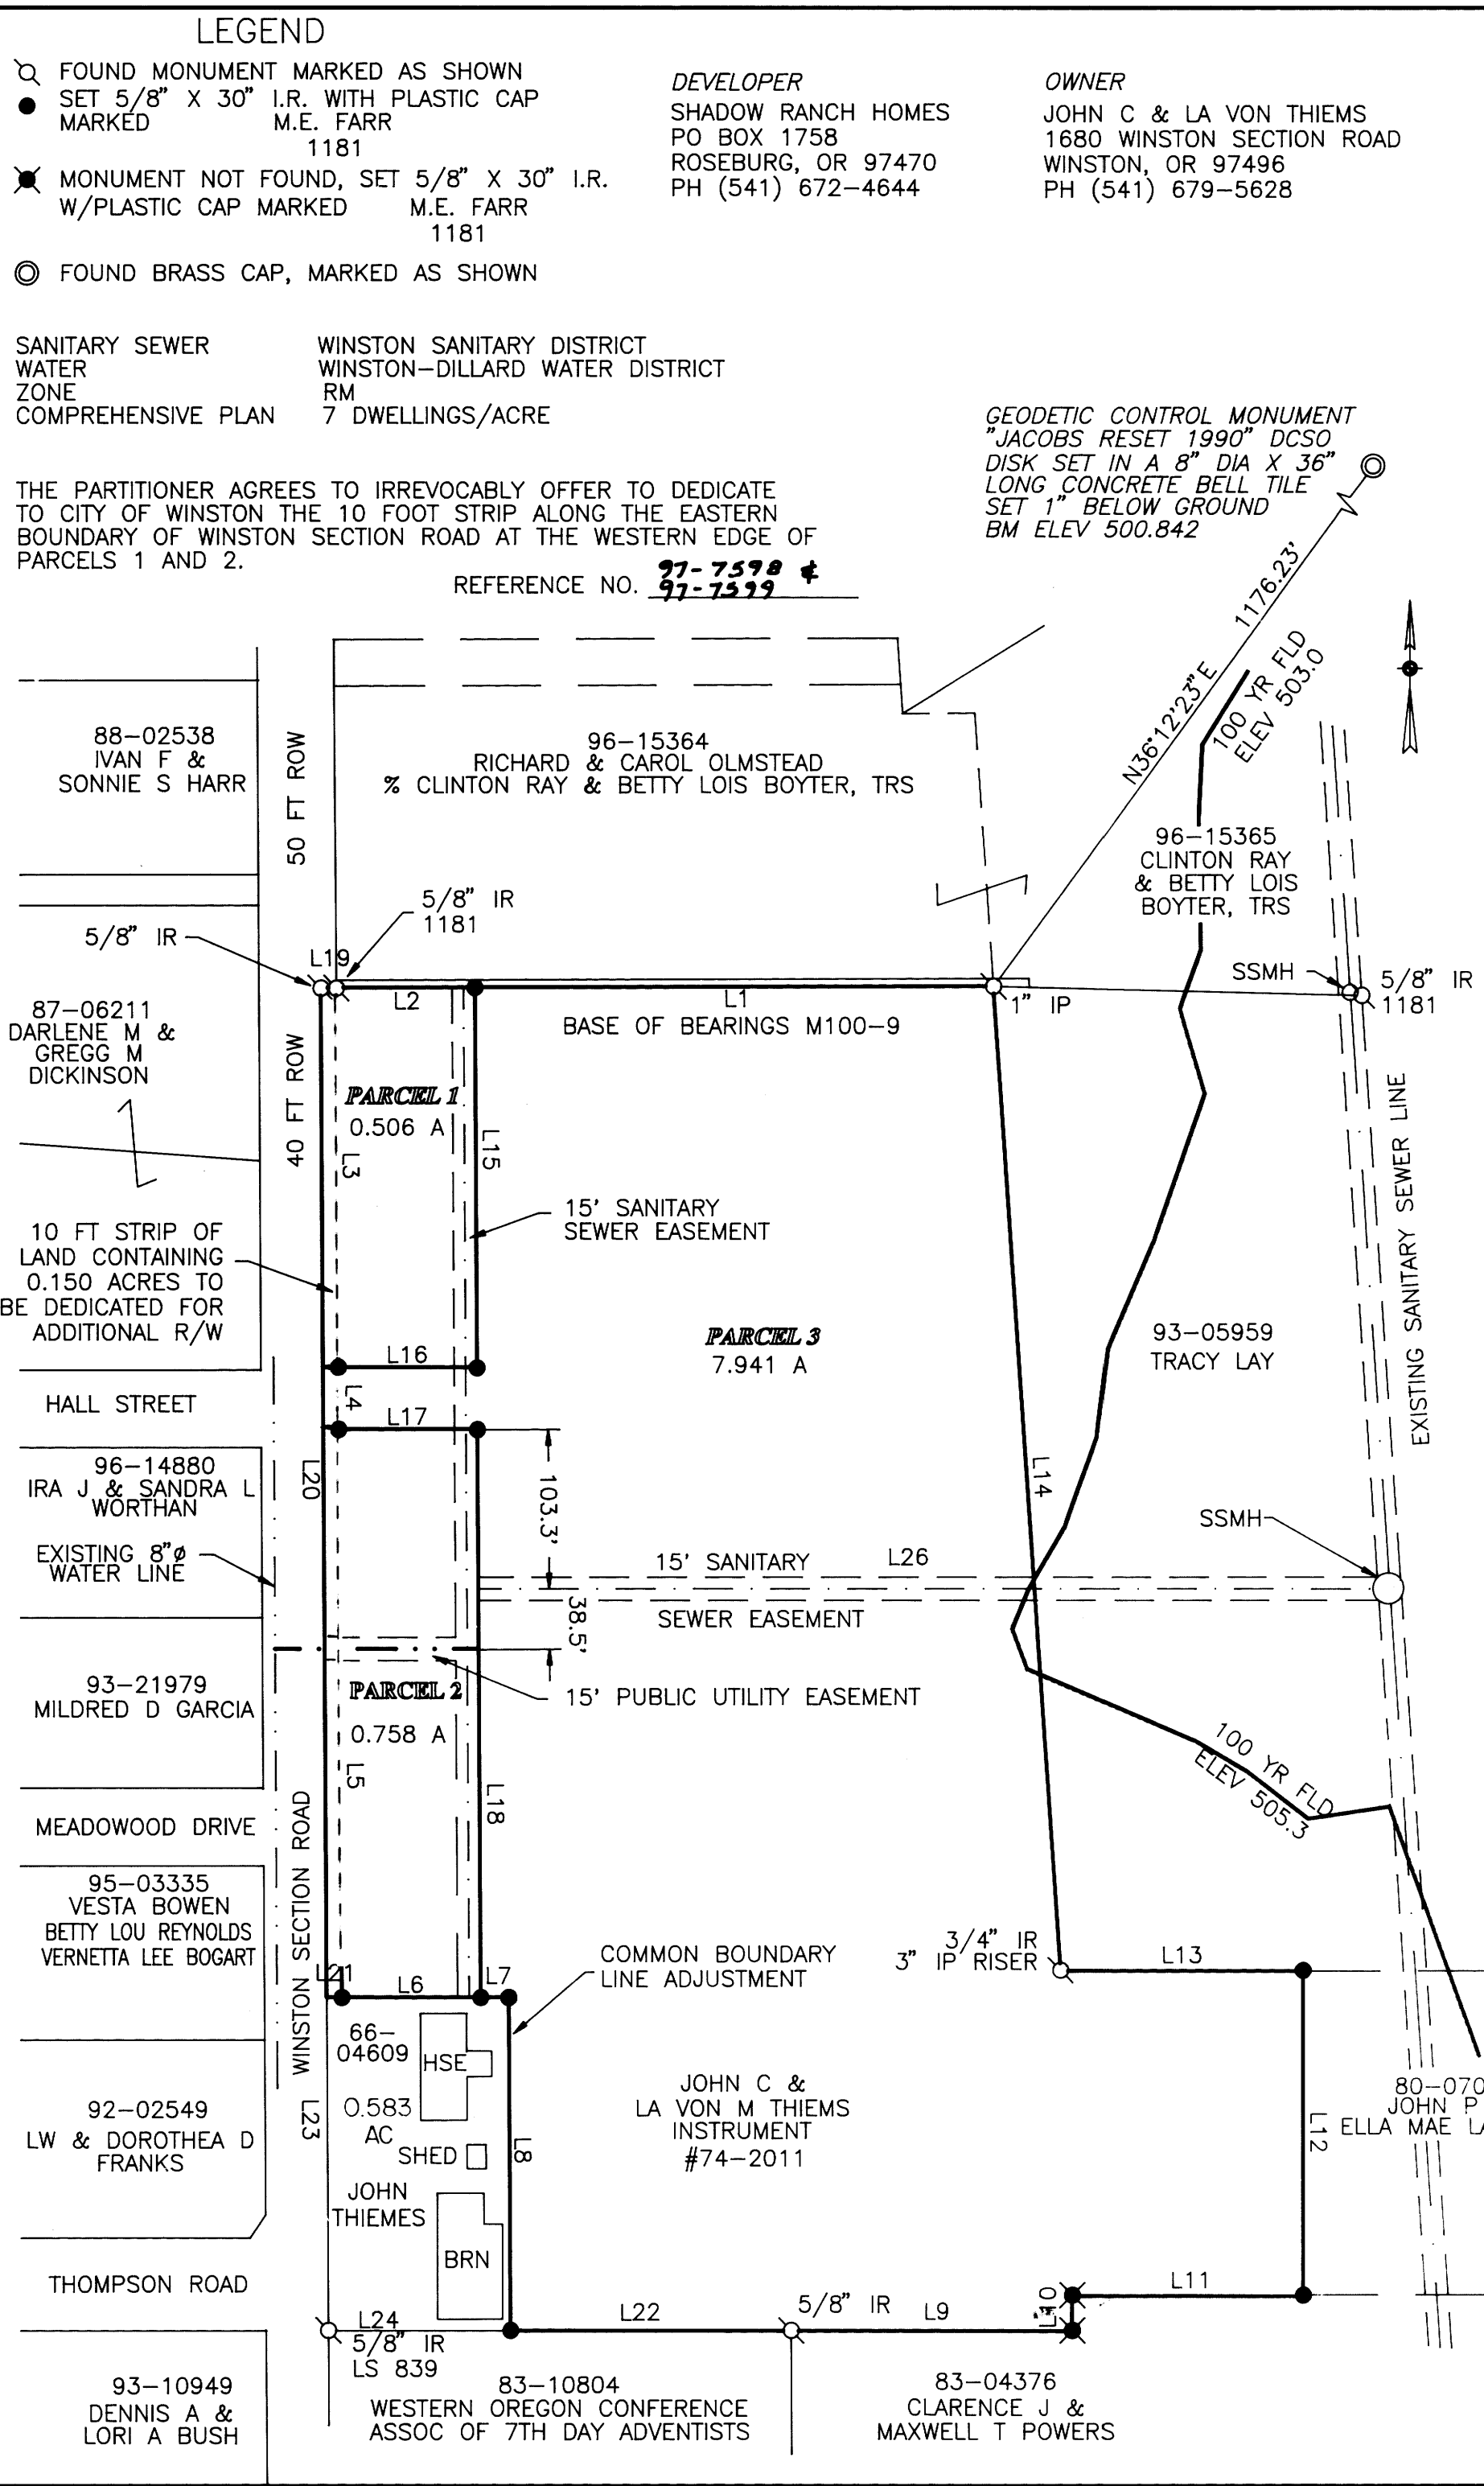 LEGEND
FOUND MONUMENT MARKED AS SHOWN
SET 5/8" X 30" I.R. WITH PLASTIC CAP
MARKED M.E. FARR
1181
MONUMENT NOT FOUND, SET 5/8" X 30" I.R.
W/PLASTIC CAP MARKED M.E. FARR
1181
FOUND BRASS CAP, MARKED AS SHOWN
DEVELOPER
SHADOW RANCH HOMES
PO BOX 1758
ROSEBURG, OR 97470
PH (541) 672-4644
OWNER
JOHN C & LA VON THIEMS
1680 WINSTON SECTION ROAD
WINSTON, OR 97496
PH (541) 679-5628
SANITARY SEWER WINSTON SANITARY DISTRICT
WATER WINSTON-DILLARD WATER DISTRICT
ZONE RM
COMPREHENSIVE PLAN 7 DWELLINGS/ACRE
GEODETIC CONTROL MONUMENT
"JACOBS RESET 1990" DCSO
DISK SET IN A 8" DIA X 36"
LONG CONCRETE BELL TILE
SET 1" BELOW GROUND
BM ELEV 500.842
THE PARTITIONER AGREES TO IRREVOCABLY OFFER TO DEDICATE
TO CITY OF WINSTON THE 10 FOOT STRIP ALONG THE EASTERN
BOUNDARY OF WINSTON SECTION ROAD AT THE WESTERN EDGE OF
PARCELS 1 AND 2.
REFERENCE NO. 97-7598 &
97-7599
1176.23'
N36°12'23"E
100 YR FLD
ELEV 503.0
88-02538
IVAN F &
SONNIE S HARR
50 FT ROW
96-15364
RICHARD & CAROL OLMSTEAD
% CLINTON RAY & BETTY LOIS BOYTER, TRS
96-15365
CLINTON RAY
& BETTY LOIS
BOYTER, TRS
5/8" IR
1181
5/8" IR
L19
L2
L1
1" IP
SSMH
5/8" IR
1181
BASE OF BEARINGS M100-9
87-06211
DARLENE M &
GREGG M
DICKINSON
40 FT ROW
PARCEL 1
0.506 A
L3
L15
15' SANITARY
SEWER EASEMENT
10 FT STRIP OF
LAND CONTAINING
0.150 ACRES TO
BE DEDICATED FOR
ADDITIONAL R/W
EXISTING SANITARY SEWER LINE
PARCEL 3
7.941 A
93-05959
TRACY LAY
L16
L4
L17
HALL STREET
96-14880
IRA J & SANDRA L
WORTHAN
L20
103.3'
L14
EXISTING 8"ø
WATER LINE
SSMH
15' SANITARY L26
SEWER EASEMENT
38.5'
93-21979
MILDRED D GARCIA
PARCEL 2
0.758 A
15' PUBLIC UTILITY EASEMENT
L5
L18
100 YR FLD
ELEV 505.3
MEADOWOOD DRIVE
WINSTON SECTION ROAD
95-03335
VESTA BOWEN
BETTY LOU REYNOLDS
VERNETTA LEE BOGART
L21
L6
L7
COMMON BOUNDARY
LINE ADJUSTMENT
3/4" IR
3" IP RISER
L13
66-
04609
HSE
0.583
AC
SHED
JOHN
THIEMES
BRN
L23
L8
JOHN C &
LA VON M THIEMS
INSTRUMENT
#74-2011
L12
80-070
JOHN P
ELLA MAE LA
92-02549
LW & DOROTHEA D
FRANKS
THOMPSON ROAD
L24
5/8" IR
LS 839
L22
5/8" IR
L9
L10
L11
93-10949
DENNIS A &
LORI A BUSH
83-10804
WESTERN OREGON CONFERENCE
ASSOC OF 7TH DAY ADVENTISTS
83-04376
CLARENCE J &
MAXWELL T POWERS